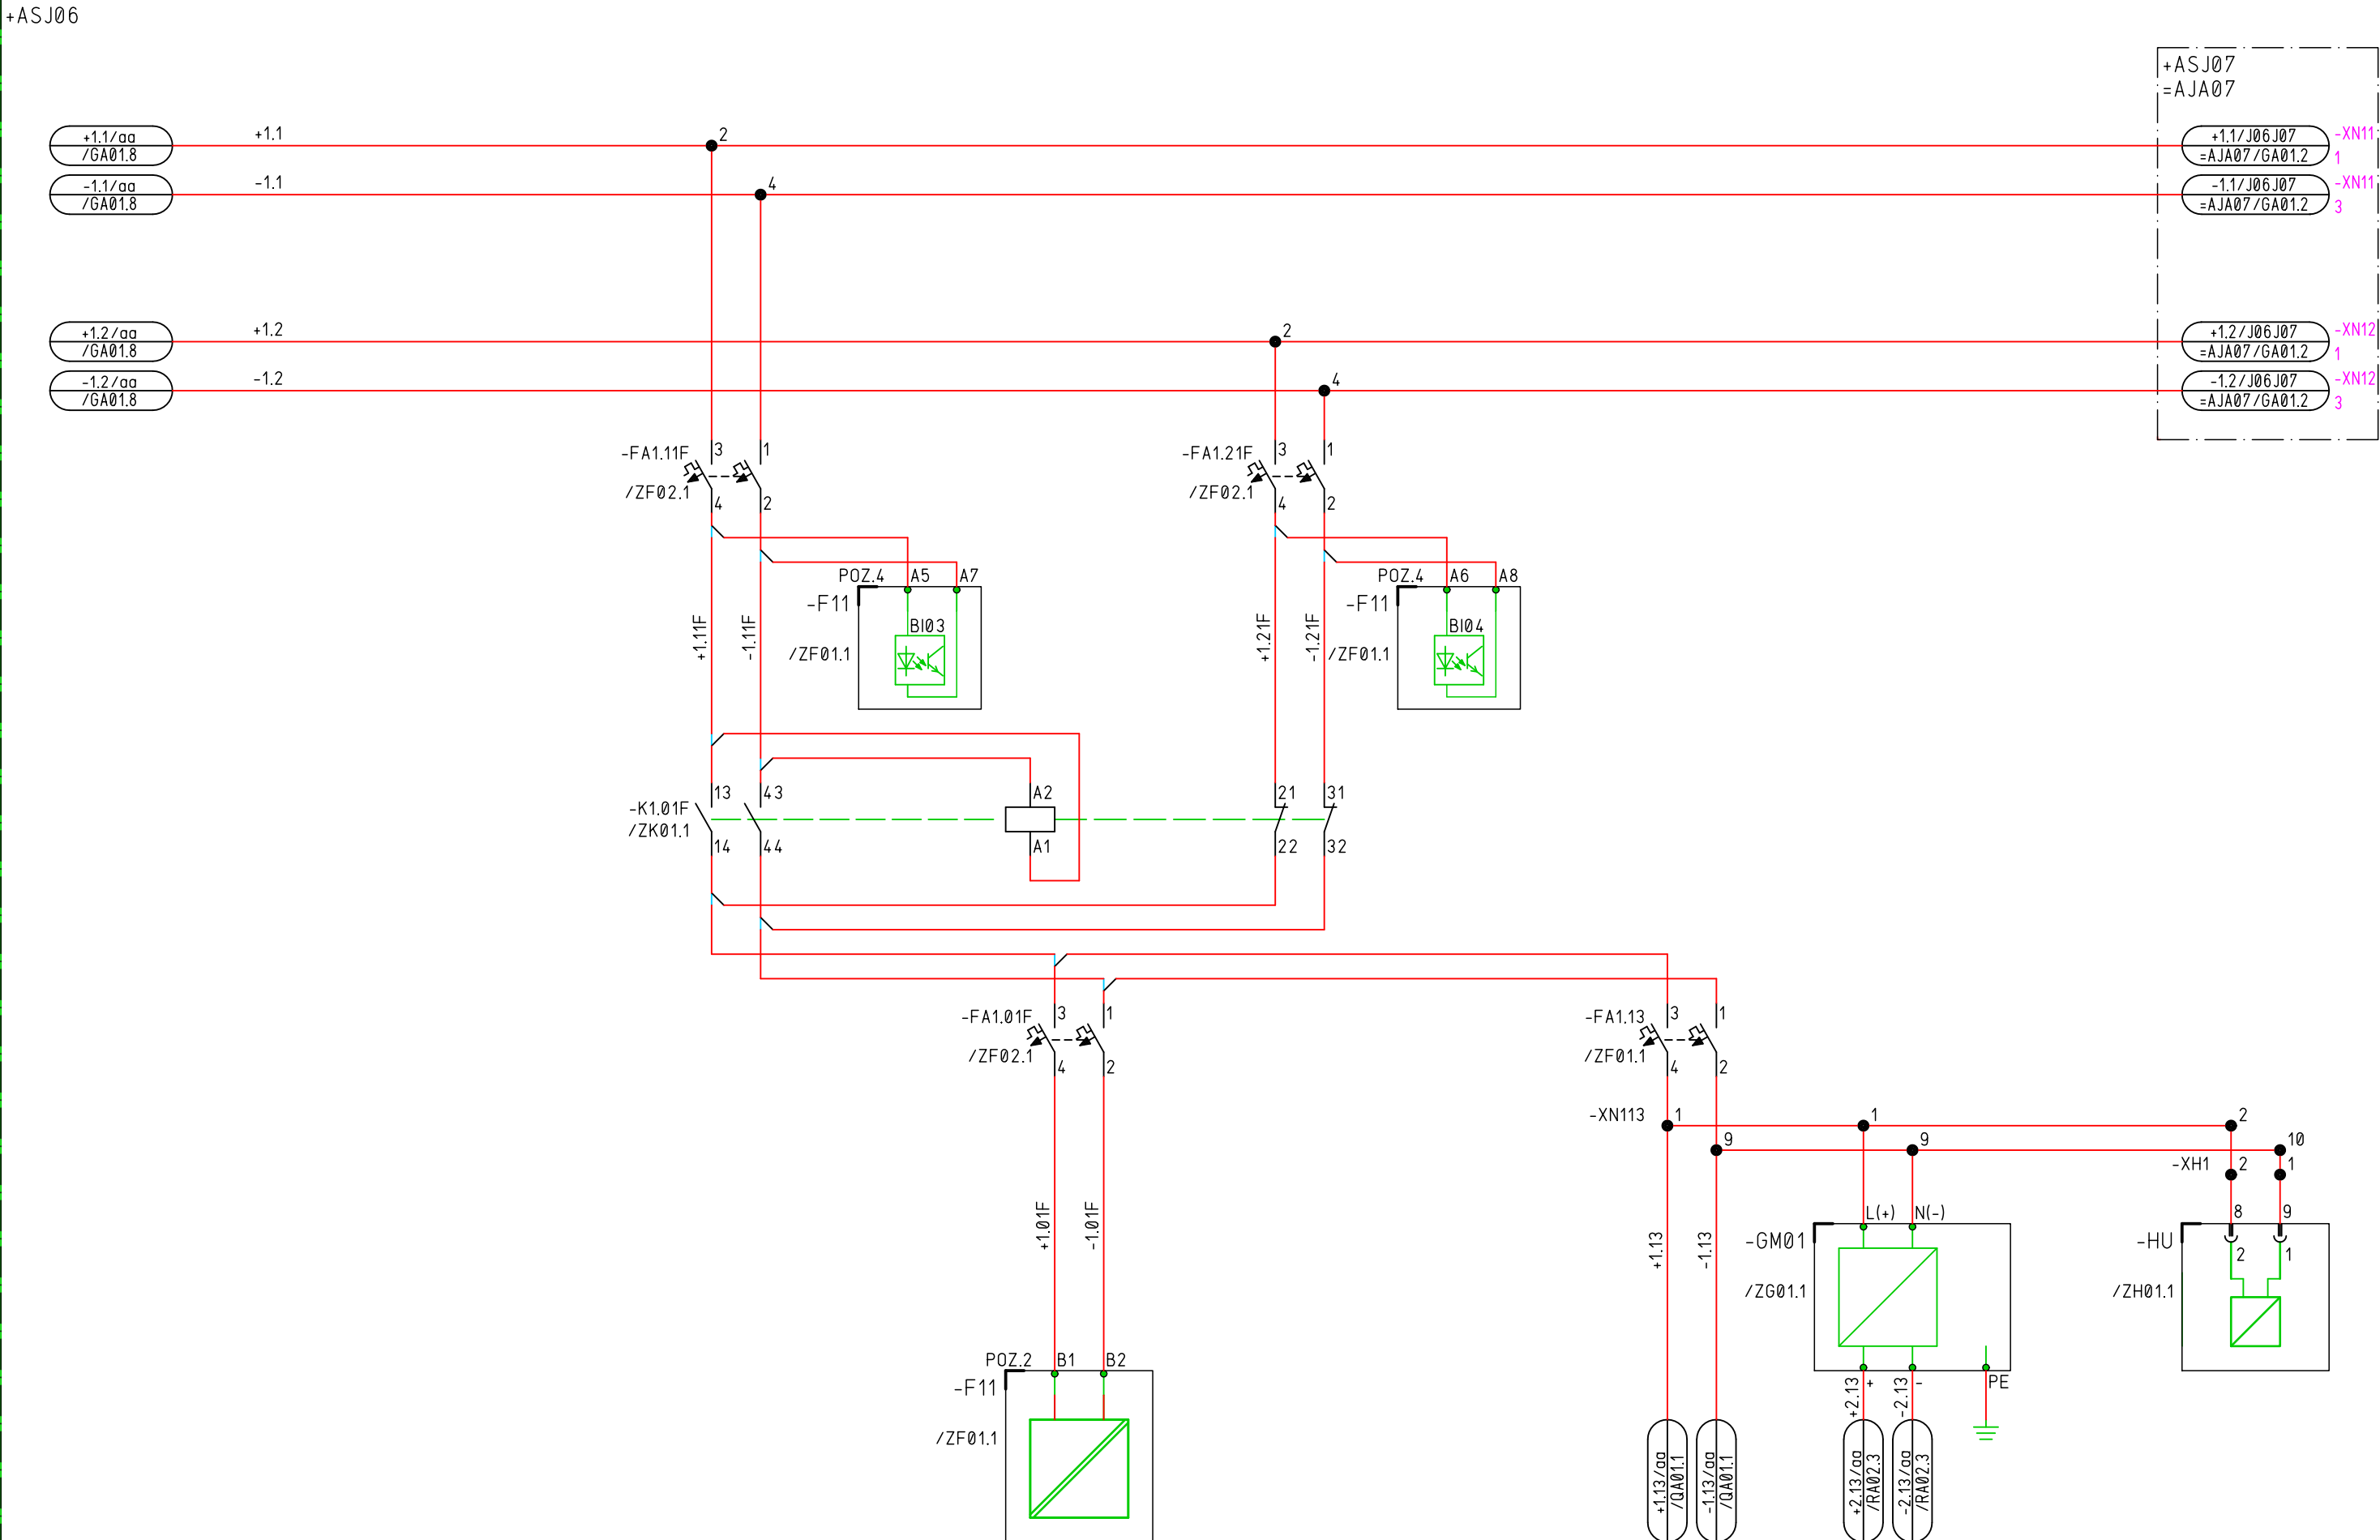 +ASJ06
+ASJ07
=AJA07
+1.1/aa
/GA01.8
+1.1
2
+1.1/J06J07
=AJA07/GA01.2
-XN11
1
-1.1/aa
/GA01.8
-1.1
4
-1.1/J06J07
=AJA07/GA01.2
-XN11
3
+1.2/aa
/GA01.8
+1.2
2
+1.2/J06J07
=AJA07/GA01.2
-XN12
1
-1.2/aa
/GA01.8
-1.2
4
-1.2/J06J07
=AJA07/GA01.2
-XN12
3
-FA1.11F
/ZF02.1
3
1
4
2
-FA1.21F
/ZF02.1
3
1
4
2
POZ.4
A5
A7
-F11
BI03
/ZF01.1
+1.11F
-1.11F
POZ.4
A6
A8
-F11
BI04
/ZF01.1
+1.21F
-1.21F
-K1.01F
/ZK01.1
13
43
14
44
A2
A1
21
31
22
32
-FA1.01F
/ZF02.1
3
1
4
2
-FA1.13
/ZF01.1
3
1
4
2
-XN113
1
1
2
9
9
10
-XH1
2
1
+1.01F
-1.01F
+1.13
-1.13
L(+)
N(-)
-GM01
/ZG01.1
8
9
-HU
2
1
/ZH01.1
POZ.2
B1
B2
-F11
/ZF01.1
+
-
PE
+2.13
-2.13
+1.13/aa
/QA01.1
-1.13/aa
/QA01.1
+2.13/aa
/RA02.3
-2.13/aa
/RA02.3